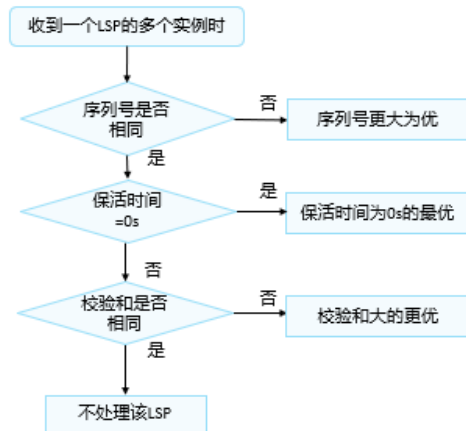 收到一个LSP的多个实例时
序列号是否
相同
否
序列号更大为优
是
保活时间
=0s
是
保活时间为0s的最优
否
校验和是否
相同
否
校验和大的更优
是
不处理该LSP